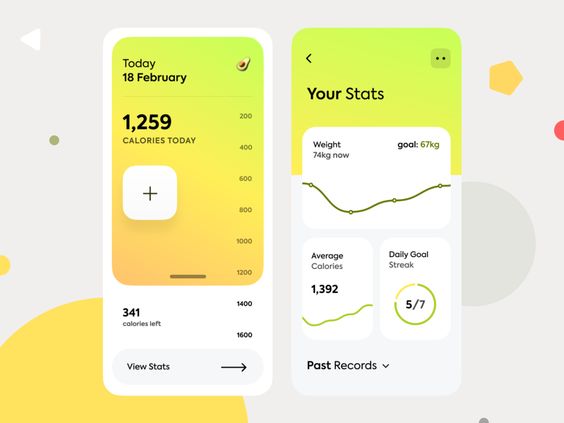 Today
18 February
1,259
CALORIES TODAY
200
400
600
800
1000
1200
1400
1600
341
calories left
View Stats
Your Stats
Weight
74kg now
goal: 67kg
Average
Calories
1,392
Daily Goal
Streak
5/7
Past Records